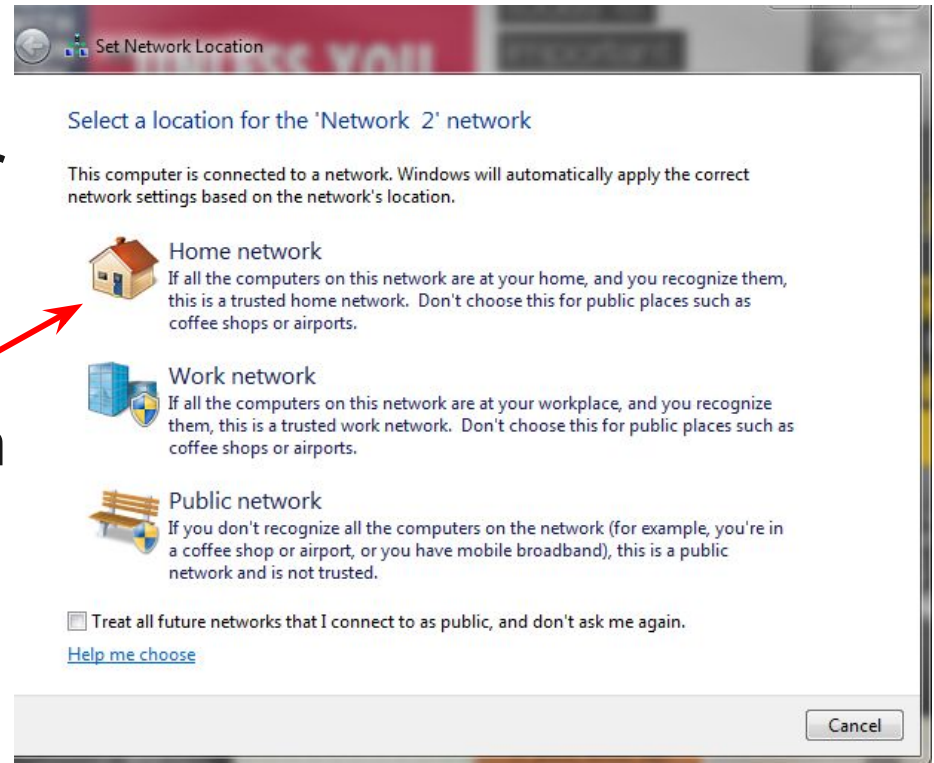 UNLESS YOU
important
Set Network Location
Select a location for the 'Network 2' network
This computer is connected to a network. Windows will automatically apply the correct
network settings based on the network's location.
Home network
If all the computers on this network are at your home, and you recognize them,
this is a trusted home network. Don't choose this for public places such as
coffee shops or airports.
Work network
If all the computers on this network are at your workplace, and you recognize
them, this is a trusted work network. Don't choose this for public places such as
coffee shops or airports.
Public network
If you don't recognize all the computers on the network (for example, you're in
a coffee shop or airport, or you have mobile broadband), this is a public
network and is not trusted.
Treat all future networks that I connect to as public, and don't ask me again.
Help me choose
Cancel